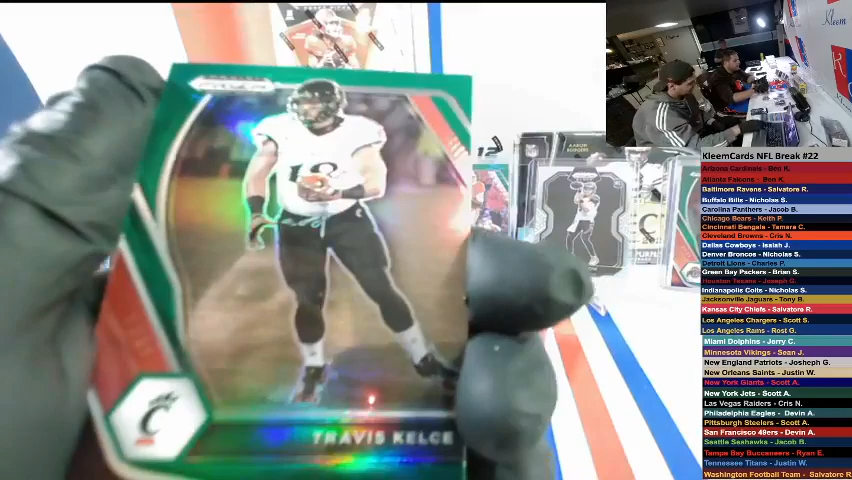 PRIZM
18
C
TRAVIS KELCE
AARON
RODGERS
C
Kleem
KleemCards NFL Break #22
Arizona Cardinals - Ben K.
Atlanta Falcons - Ben K.
Baltimore Ravens - Salvatore R.
Buffalo Bills - Nicholas S.
Carolina Panthers - Jacob B.
Chicago Bears - Keith P.
Cincinnati Bengals - Tamara C.
Cleveland Browns - Cris N.
Dallas Cowboys - Isaiah J.
Denver Broncos - Nicholas S.
Detroit Lions - Charles P.
Green Bay Packers - Brian S.
Houston Texans - Joseph G.
Indianapolis Colts - Nicholas S.
Jacksonville Jaguars - Tony B.
Kansas City Chiefs - Salvatore R.
Los Angeles Chargers - Scott S.
Los Angeles Rams - Rost G.
Miami Dolphins - Jerry C.
Minnesota Vikings - Sean J.
New England Patriots - Josheph G.
New Orleans Saints - Justin W.
New York Giants - Scott A.
New York Jets - Scott A.
Las Vegas Raiders - Cris N.
Philadelphia Eagles - Devin A.
Pittsburgh Steelers - Scott A.
San Francisco 49ers - Devin A.
Seattle Seahawks - Jacob B.
Tampa Bay Buccaneers - Ryan E.
Tennessee Titans - Justin W.
Washington Football Team - Salvatore R